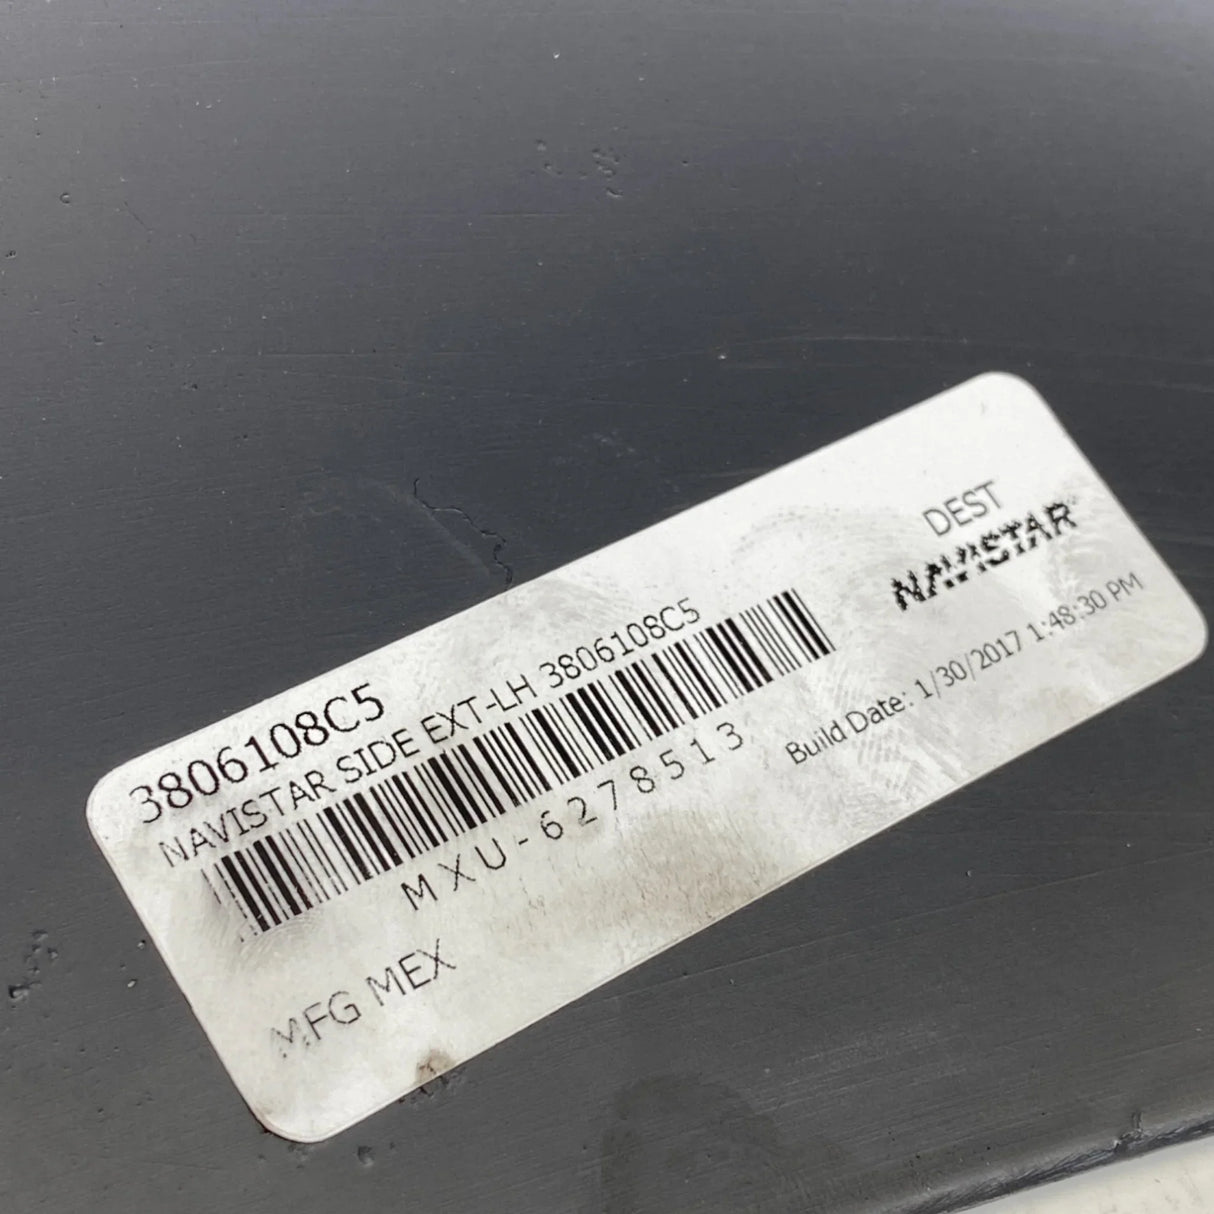 3806108C5
NAVISTAR SIDE EXT-LH 3806108C5
MXU-6278513
MFG MEX
DEST
NAVISTAR
Build Date: 1/30/2017 1:48:30 PM